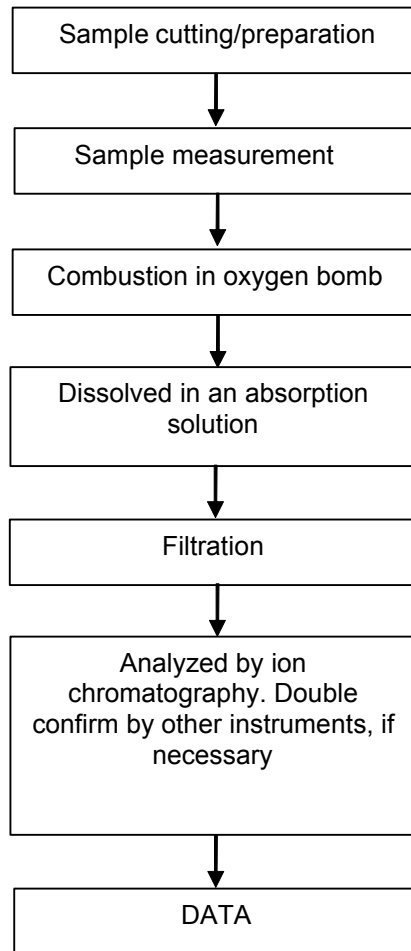 Sample cutting/preparation
Sample measurement
Combustion in oxygen bomb
Dissolved in an absorption
solution
Filtration
Analyzed by ion
chromatography. Double
confirm by other instruments, if
necessary
DATA